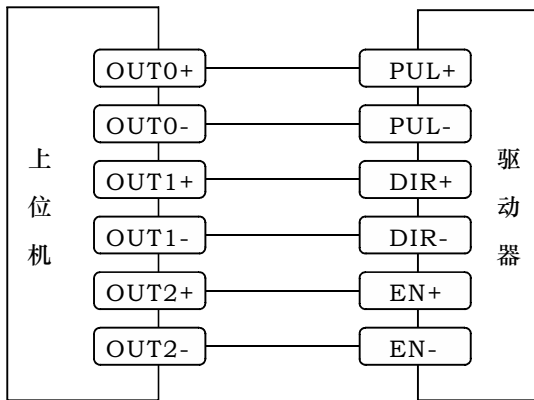 上位机
OUT0+ PUL+
OUT0- PUL-
OUT1+ DIR+
OUT1- DIR-
OUT2+ EN+
OUT2- EN-
驱动器